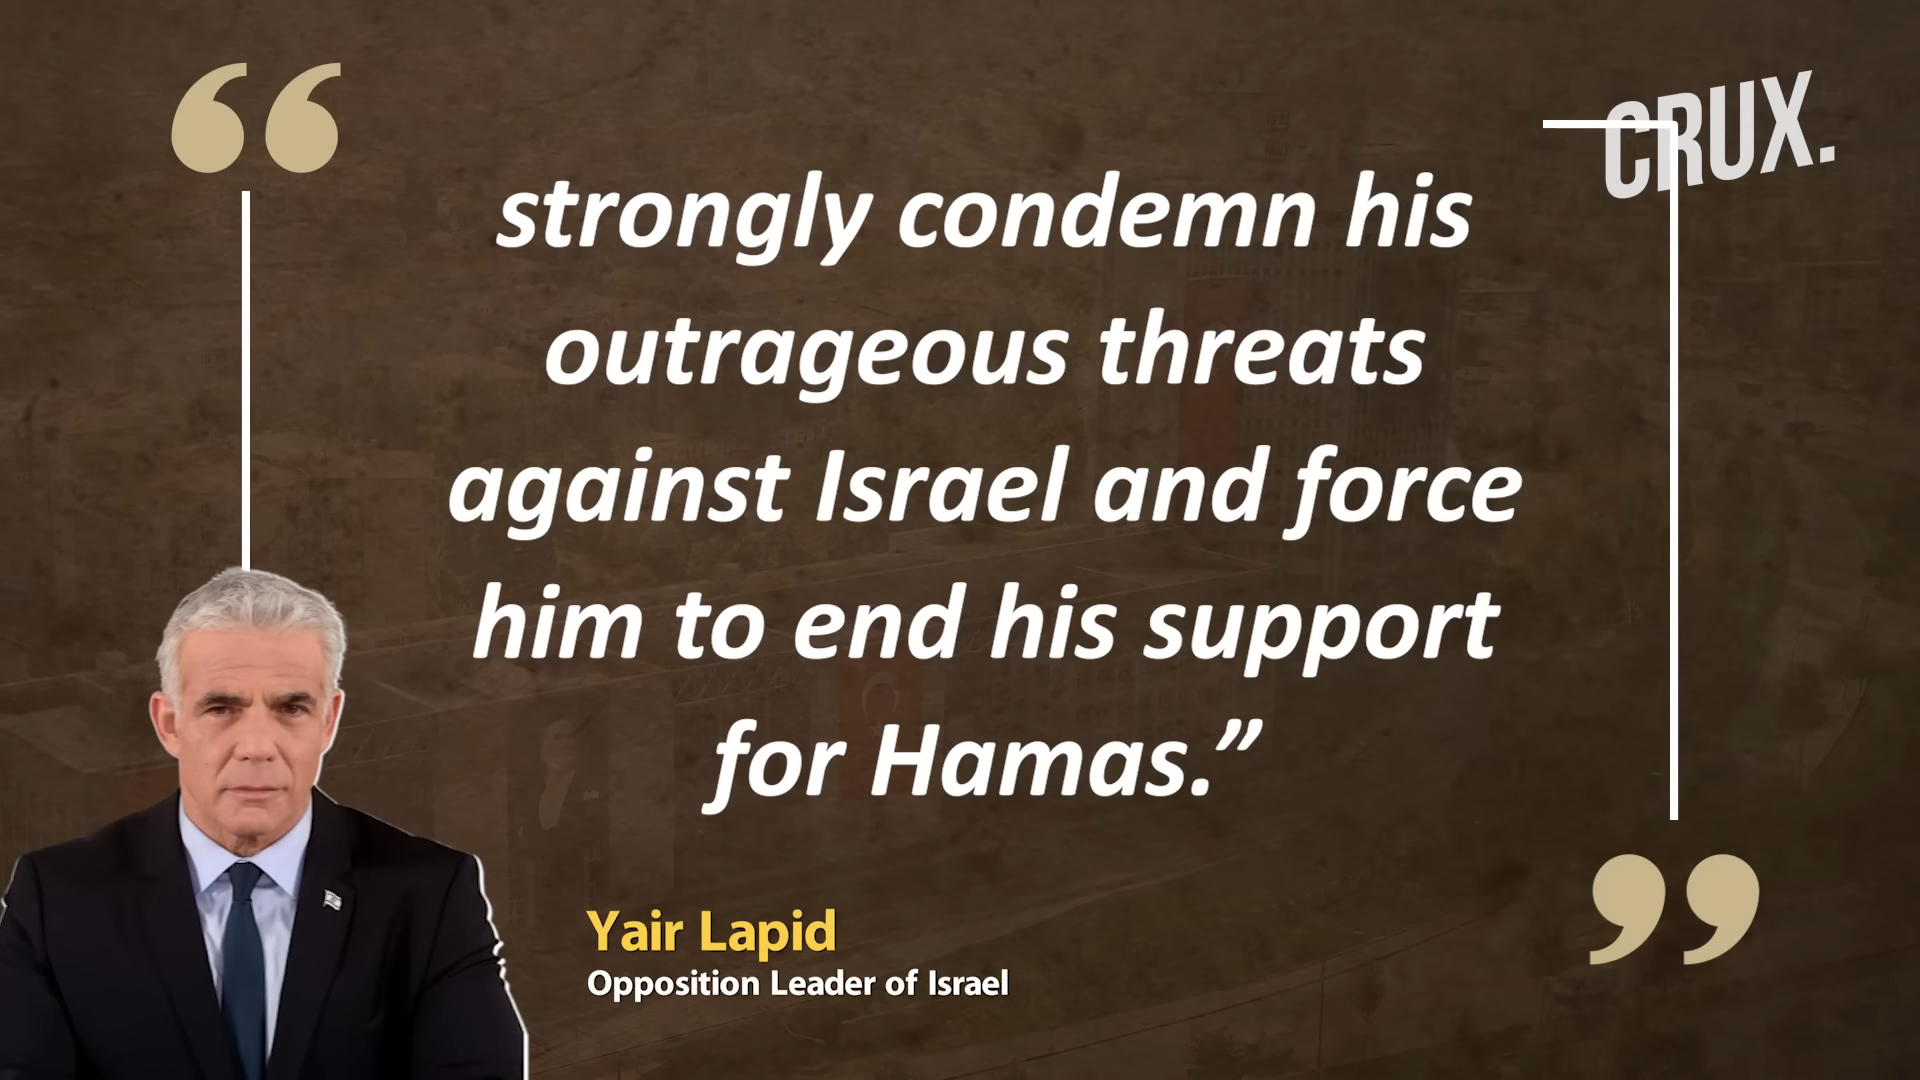 CRUX.
strongly condemn his
outrageous threats
against Israel and force
him to end his support
for Hamas.”
Yair Lapid
Opposition Leader of Israel